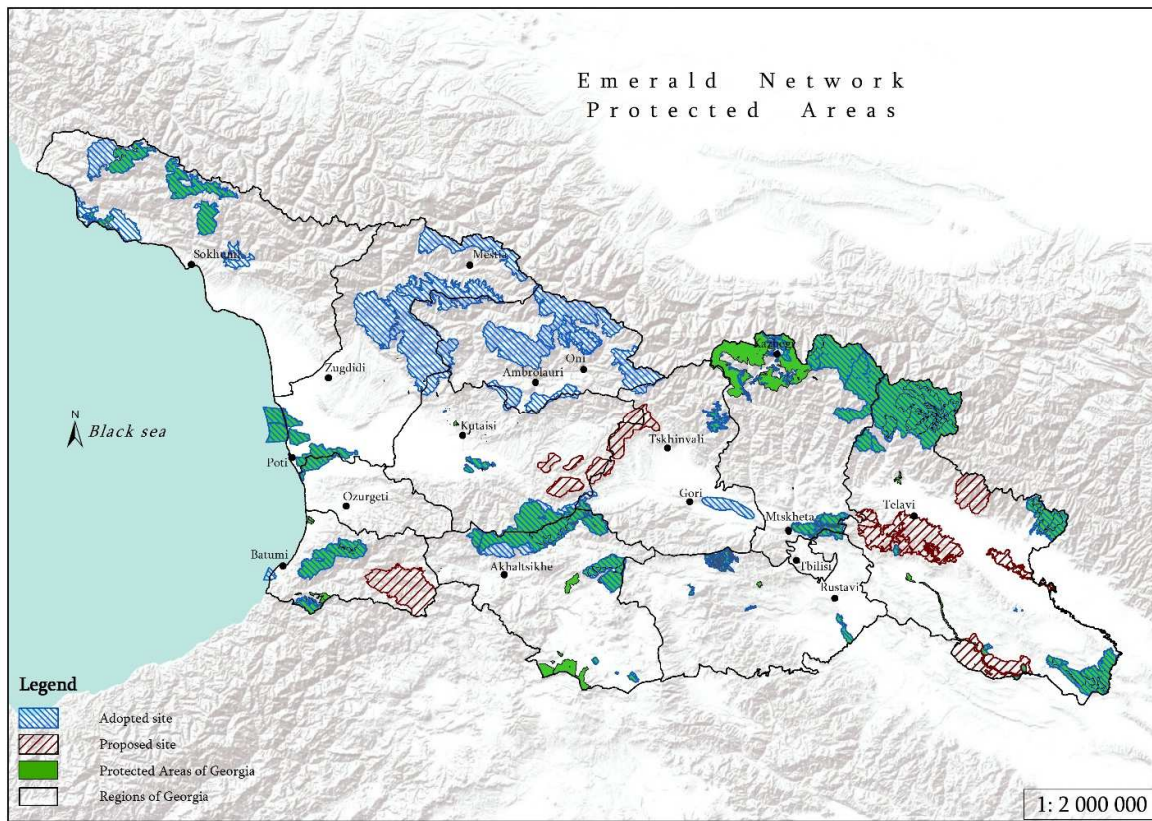 Emerald Network
Protected Areas
Sokhumi
Mestia
Kazbegi
Oni
Ambrolauri
Zugdidi
Kutaisi
Tskhinvali
N
Black sea
Poti
Ozurgeti
Gori
Mtskheta
Telavi
Batumi
Akhaltsikhe
Tbilisi
Rustavi
Legend
Adopted site
Proposed site
Protected Areas of Georgia
Regions of Georgia
1: 2 000 000